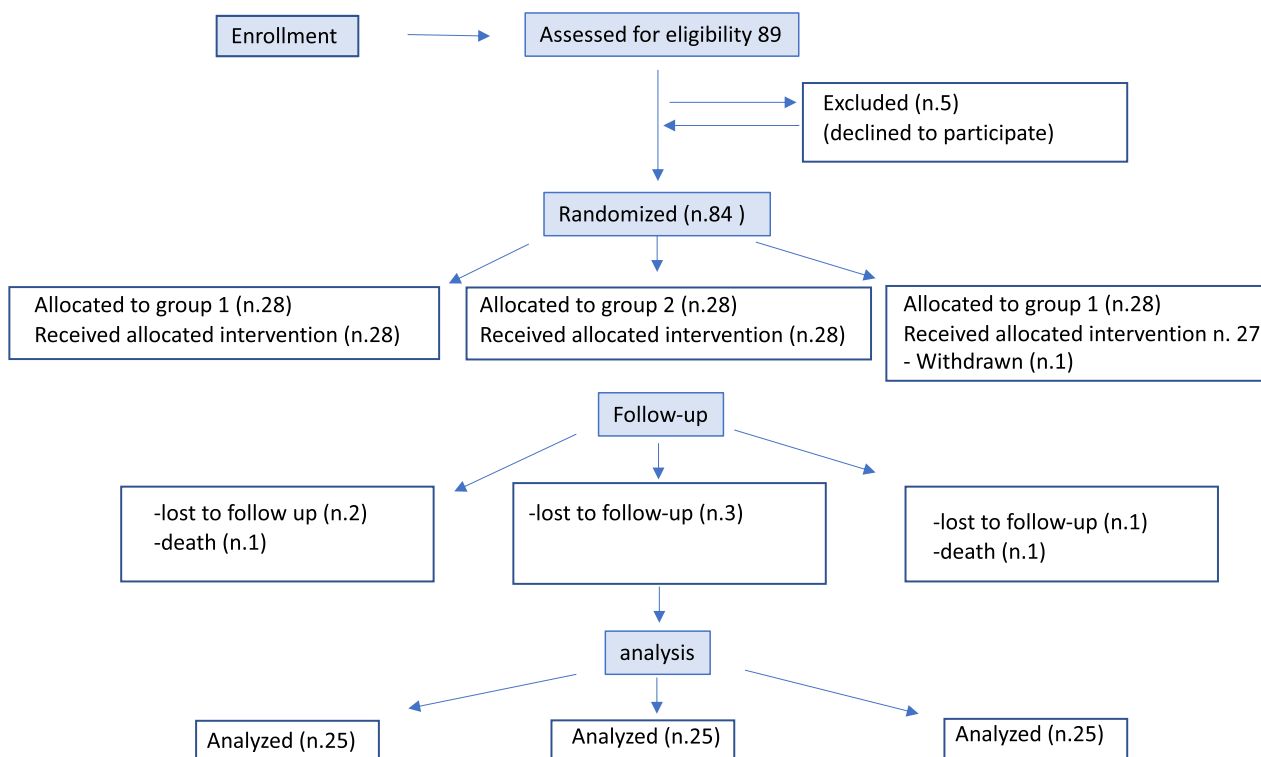 Enrollment
Assessed for eligibility 89
Excluded (n.5)
(declined to participate)
Randomized (n.84 )
Allocated to group 1 (n.28)
Received allocated intervention (n.28)
Allocated to group 2 (n.28)
Received allocated intervention (n.28)
Allocated to group 1 (n.28)
Received allocated intervention n. 27
- Withdrawn (n.1)
Follow-up
-lost to follow up (n.2)
-death (n.1)
-lost to follow-up (n.3)
-lost to follow-up (n.1)
-death (n.1)
analysis
Analyzed (n.25)
Analyzed (n.25)
Analyzed (n.25)